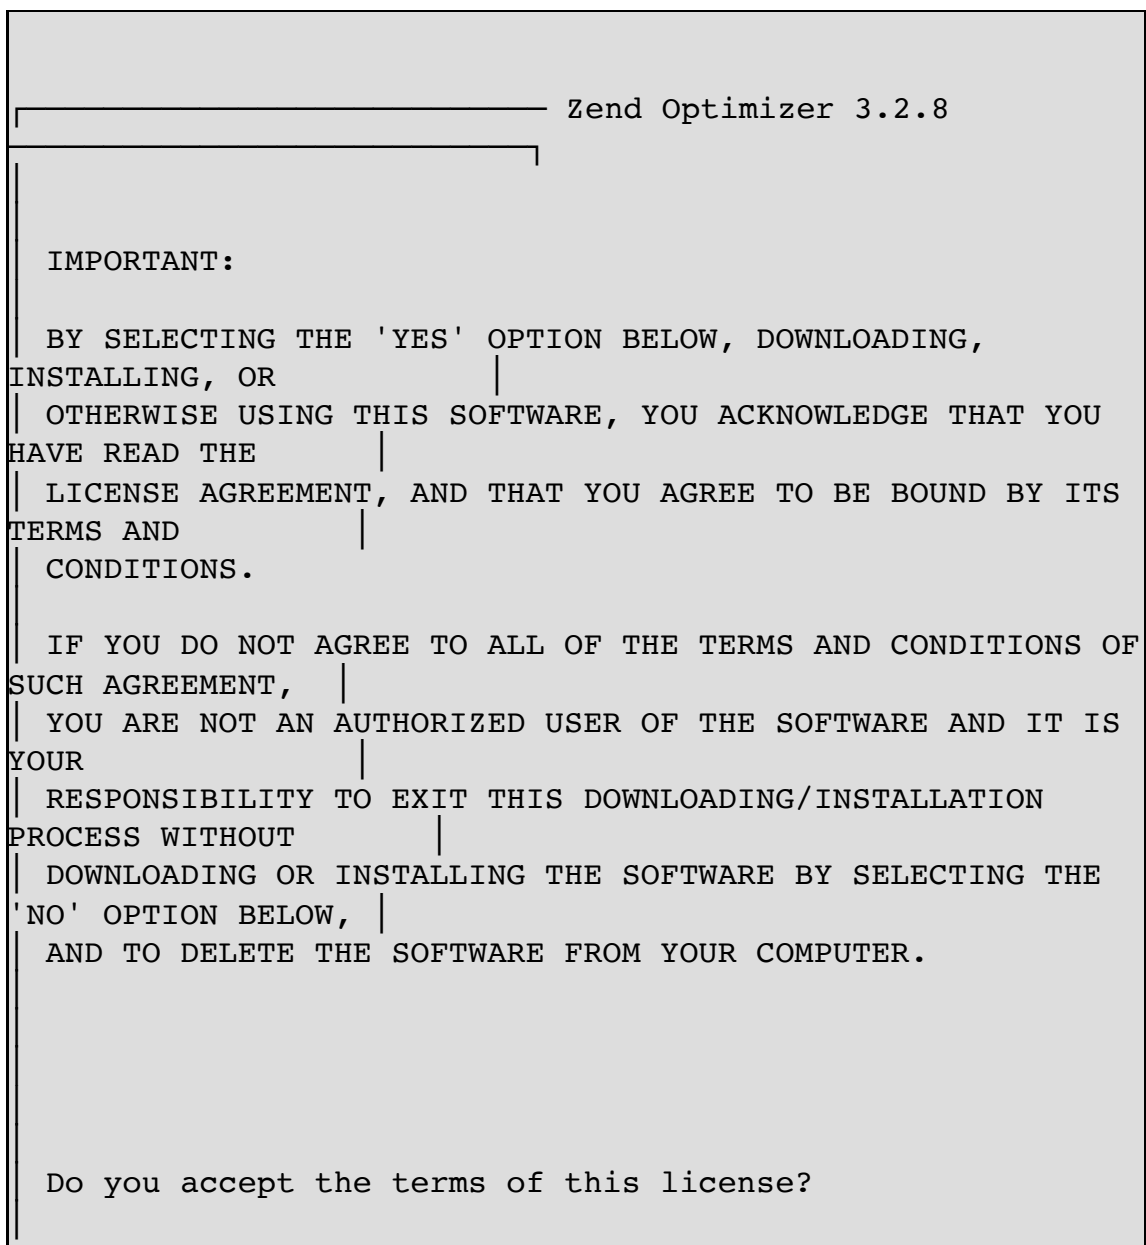 Zend Optimizer 3.2.8
IMPORTANT:
BY SELECTING THE 'YES' OPTION BELOW, DOWNLOADING,
INSTALLING, OR
OTHERWISE USING THIS SOFTWARE, YOU ACKNOWLEDGE THAT YOU
HAVE READ THE
LICENSE AGREEMENT, AND THAT YOU AGREE TO BE BOUND BY ITS
TERMS AND
CONDITIONS.
IF YOU DO NOT AGREE TO ALL OF THE TERMS AND CONDITIONS OF
SUCH AGREEMENT,
YOU ARE NOT AN AUTHORIZED USER OF THE SOFTWARE AND IT IS
YOUR
RESPONSIBILITY TO EXIT THIS DOWNLOADING/INSTALLATION
PROCESS WITHOUT
DOWNLOADING OR INSTALLING THE SOFTWARE BY SELECTING THE
'NO' OPTION BELOW,
AND TO DELETE THE SOFTWARE FROM YOUR COMPUTER.
Do you accept the terms of this license?